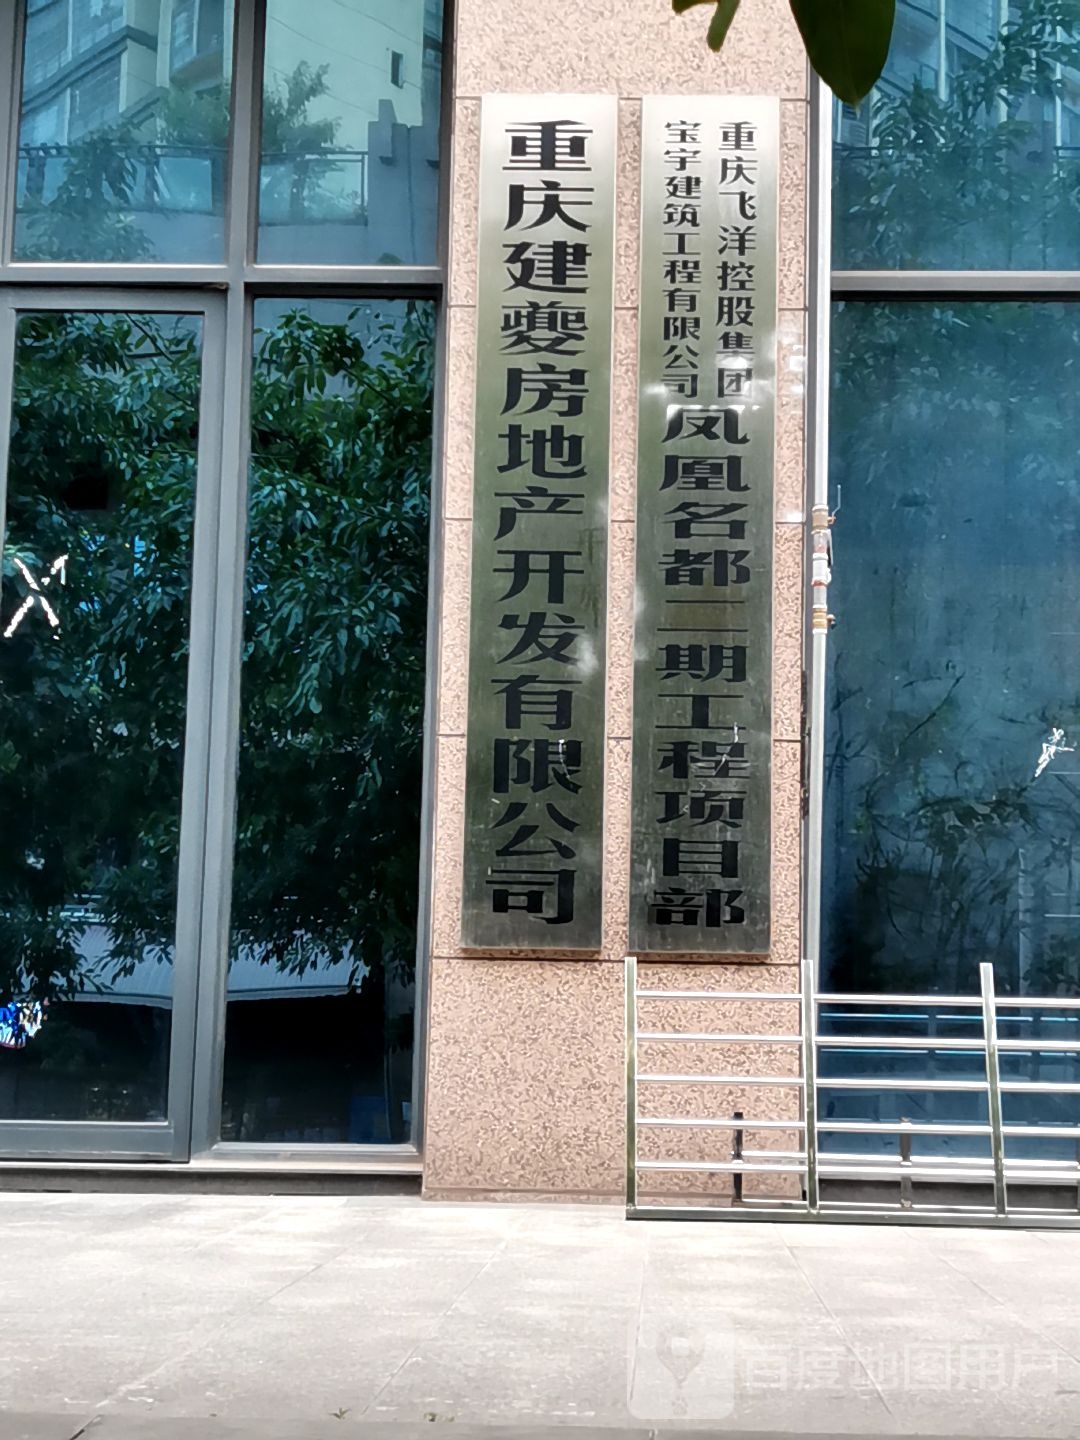 重庆建夔房地产开发有限公司
重庆飞洋控股集团
宝宇建筑工程有限公司
凤凰名都二期工程项目部
百度地图用户